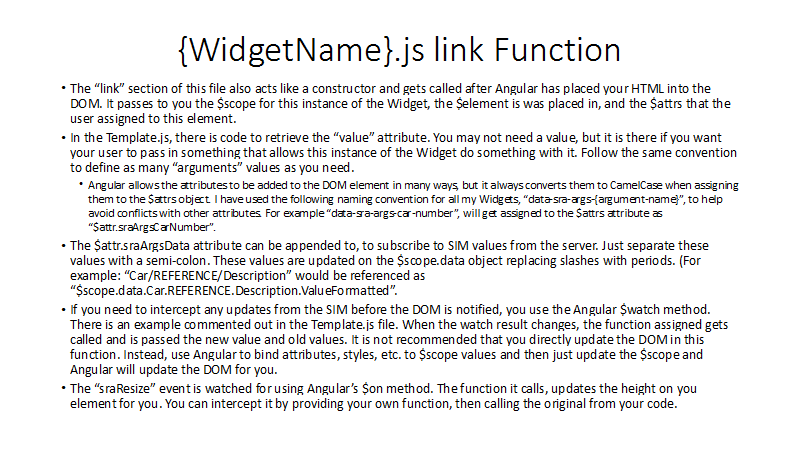 {WidgetName}.js link Function
• The “link” section of this file also acts like a constructor and gets called after Angular has placed your HTML into the
DOM. It passes to you the $scope for this instance of the Widget, the $element is was placed in, and the $attrs that the
user assigned to this element.
• In the Template.js, there is code to retrieve the “value” attribute. You may not need a value, but it is there if you want
your user to pass in something that allows this instance of the Widget do something with it. Follow the same convention
to define as many “arguments” values as you need.
• Angular allows the attributes to be added to the DOM element in many ways, but it always converts them to CamelCase when assigning
them to the $attrs object. I have used the following naming convention for all my Widgets, “data-sra-args-{argument-name}”, to help
avoid conflicts with other attributes. For example “data-sra-args-car-number”, will get assigned to the $attrs attribute as
“$attr.sraArgsCarNumber”.
• The $attr.sraArgsData attribute can be appended to, to subscribe to SIM values from the server. Just separate these
values with a semi-colon. These values are updated on the $scope.data object replacing slashes with periods. (For
example: “Car/REFERENCE/Description” would be referenced as
“$scope.data.Car.REFERENCE.Description.ValueFormatted”.
• If you need to intercept any updates from the SIM before the DOM is notified, you use the Angular $watch method.
There is an example commented out in the Template.js file. When the watch result changes, the function assigned gets
called and is passed the new value and old values. It is not recommended that you directly update the DOM in this
function. Instead, use Angular to bind attributes, styles, etc. to $scope values and then just update the $scope and
Angular will update the DOM for you.
• The “sraResize” event is watched for using Angular’s $on method. The function it calls, updates the height on you
element for you. You can intercept it by providing your own function, then calling the original from your code.